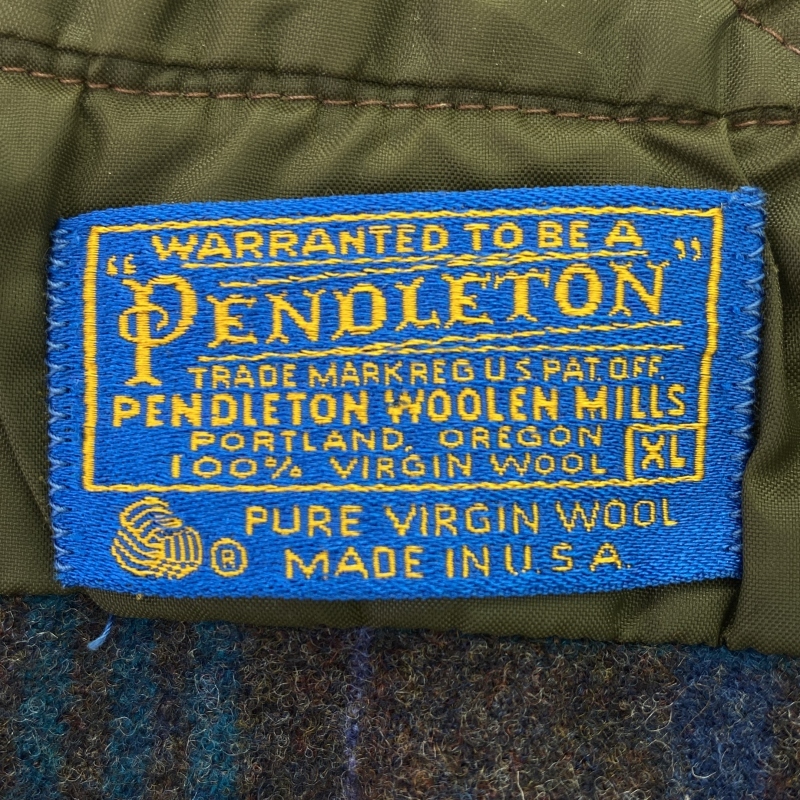 WARRANTED TO BE A
"PENDLETON"
TRADE MARK REG U.S. PAT. OFF.
PENDLETON WOOLEN MILLS
PORTLAND, OREGON
100% VIRGIN WOOL XL
PURE VIRGIN WOOL
® MADE IN U.S.A.